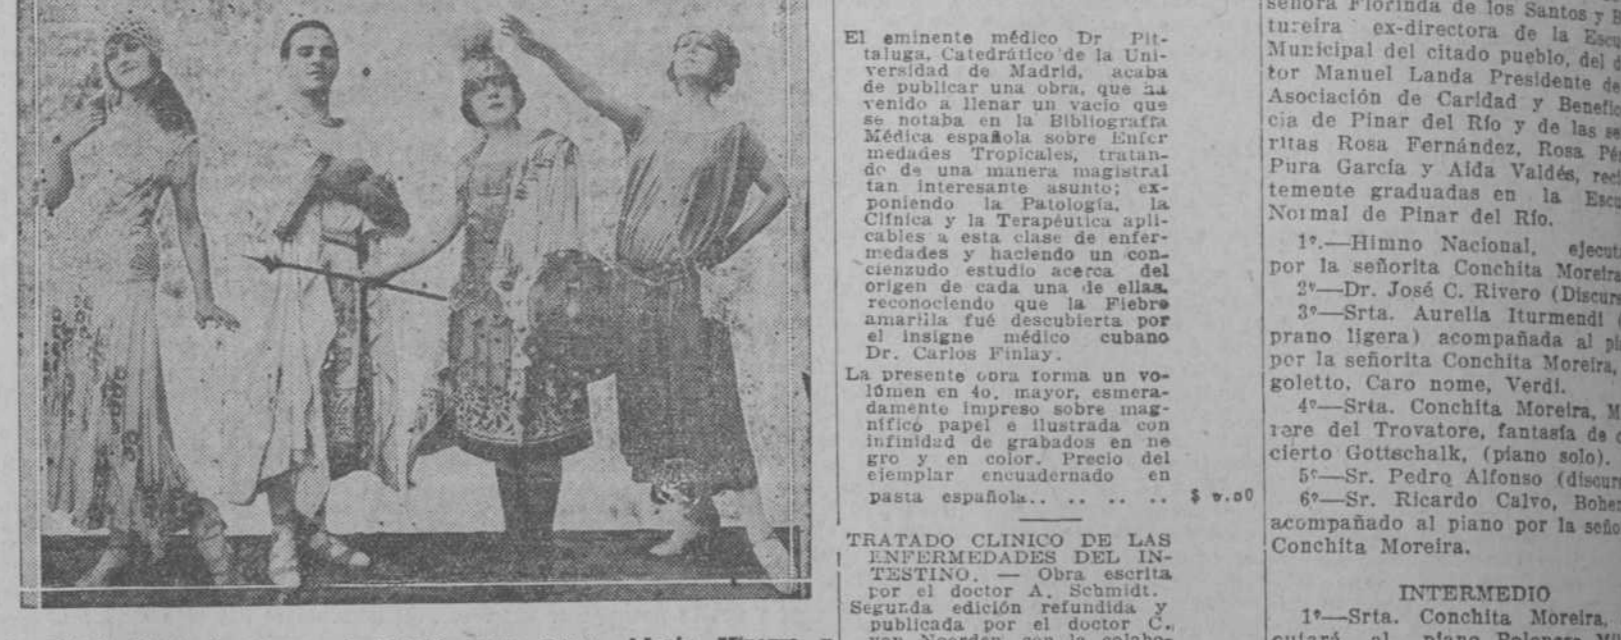 El eminente médico Dr Pit-
taluga, Catedrático de la Uni-
versidad de Madrid, acaba
de publicar una obra, que ha
venido a llenar un vacío que
se notaba en la Bibliografía
Médica española sobre Enfer
medades Tropicales, tratan-
do de una manera magistral
tan interesante asunto; ex-
poniendo la Patología, la
Clínica y la Terapéutica apli-
cables a esta clase de enfer-
medades y haciendo un con-
cienzudo estudio acerca del
origen de cada una de ellas,
reconociendo que la Fiebre
amarilla fué descubierta por
el insigne médico cubano
Dr. Carlos Finlay.
La presente obra forma un vo-
lúmen en 4o. mayor, esmera-
damente impreso sobre mag-
nífico papel e ilustrada con
infinidad de grabados en ne
gro y en color. Precio del
ejemplar encuadernado en
pasta española.. .. .. .. .. $
TRATADO CLINICO DE LAS
ENFERMEDADES DEL IN-
TESTINO. — Obra escrita
por el doctor A. Schmidt.
Segunda edición refundida y
publicada por el doctor C.
señora Florinda de los Santos y
tureira ex-directora de la
Municipal del citado pueblo, del
tor Manuel Landa Presidente de
Asociación de Caridad y Benefi
cia de Pinar del Río y de las
ritas Rosa Fernández, Rosa
Pura García y Aida Valdés,
temente graduadas en la
Normal de Pinar del Río.
1º.—Himno Nacional, ejecut
por la señorita Conchita Moreira
2º—Dr. José C. Rivero (Discur
3º—Srta. Aurelia Iturmendi
prano ligera) acompañada al
por la señorita Conchita Moreira,
goletto. Caro nome, Verdi.
4º—Srta. Conchita Moreira,
rare del Trovatore, fantasía de
cierto Gottschalk, (piano solo).
5º—Sr. Pedro Alfonso (discur
6º—Sr. Ricardo Calvo,
acompañado al piano por la
Conchita Moreira.
INTERMEDIO
1º—Srta. Conchita Moreira,